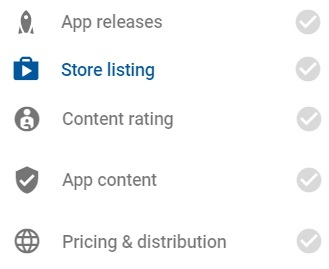 App releases
Store listing
Content rating
App content
Pricing & distribution